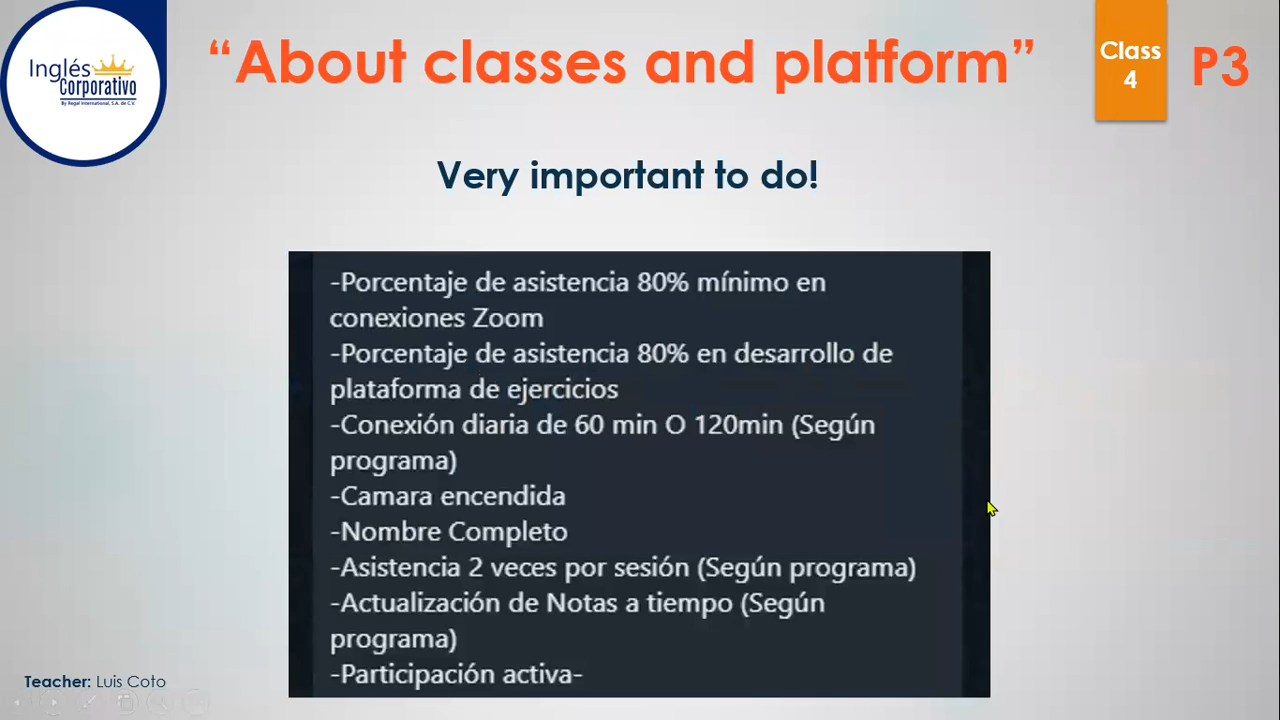 Inglés
Corporativo
By Regal International, S.A. de C.V.
“About classes and platform”
Class
4
P3
Very important to do!
-Porcentaje de asistencia 80% mínimo en
conexiones Zoom
-Porcentaje de asistencia 80% en desarrollo de
plataforma de ejercicios
-Conexión diaria de 60 min O 120min (Según
programa)
-Camara encendida
-Nombre Completo
-Asistencia 2 veces por sesión (Según programa)
-Actualización de Notas a tiempo (Según
programa)
-Participación activa-
Teacher: Luis Coto